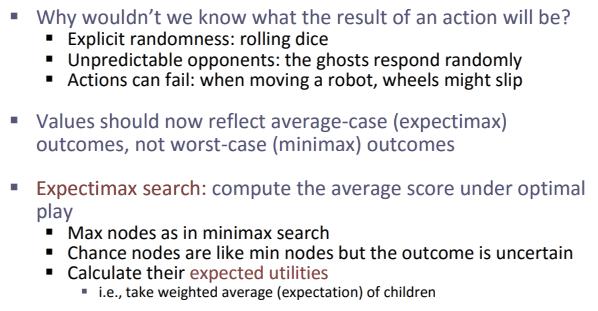 ▪ Why wouldn't we know what the result of an action will be?
▪ Explicit randomness: rolling dice
▪ Unpredictable opponents: the ghosts respond randomly
▪ Actions can fail: when moving a robot, wheels might slip
▪ Values should now reflect average-case (expectimax)
outcomes, not worst-case (minimax) outcomes
▪ Expectimax search: compute the average score under optimal
play
▪ Max nodes as in minimax search
▪ Chance nodes are like min nodes but the outcome is uncertain
▪ Calculate their expected utilities
▪ i.e., take weighted average (expectation) of children